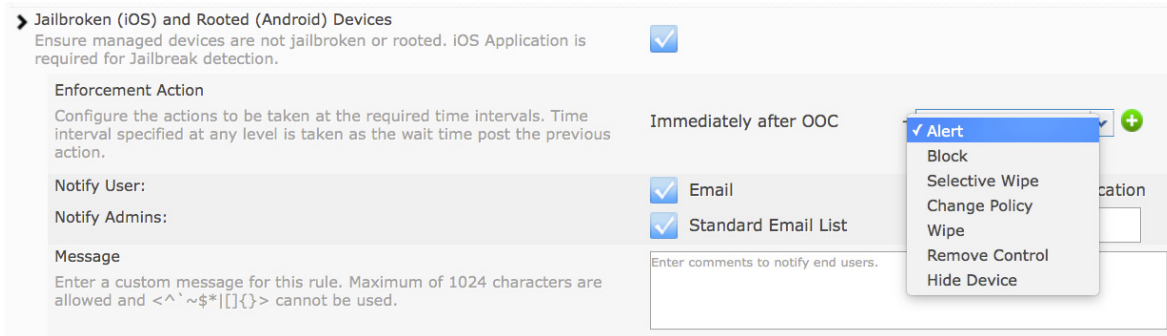 Jailbroken (iOS) and Rooted (Android) Devices
Ensure managed devices are not jailbroken or rooted. iOS Application is
required for Jailbreak detection.
Enforcement Action
Configure the actions to be taken at the required time intervals. Time
interval specified at any level is taken as the wait time post the previous
action.
Immediately after OOC
✓ Alert
Block
Selective Wipe
Change Policy
Wipe
Remove Control
Hide Device
Notify User:
Email
cation
Notify Admins:
Standard Email List
Message
Enter a custom message for this rule. Maximum of 1024 characters are
allowed and <^`~$*|[]{}> cannot be used.
Enter comments to notify end users.